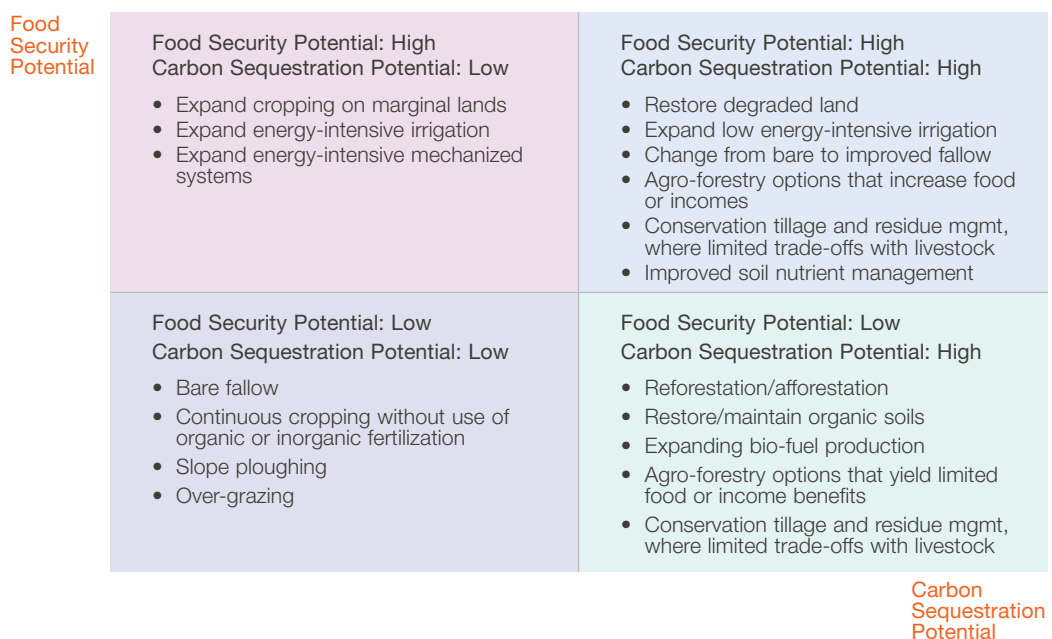 Food
Security
Potential
Food Security Potential: High
Carbon Sequestration Potential: Low
• Expand cropping on marginal lands
• Expand energy-intensive irrigation
• Expand energy-intensive mechanized
systems
Food Security Potential: High
Carbon Sequestration Potential: High
• Restore degraded land
• Expand low energy-intensive irrigation
• Change from bare to improved fallow
• Agro-forestry options that increase food
or incomes
• Conservation tillage and residue mgmt,
where limited trade-offs with livestock
• Improved soil nutrient management
Food Security Potential: Low
Carbon Sequestration Potential: Low
• Bare fallow
• Continuous cropping without use of
organic or inorganic fertilization
• Slope ploughing
• Over-grazing
Food Security Potential: Low
Carbon Sequestration Potential: High
• Reforestation/afforestation
• Restore/maintain organic soils
• Expanding bio-fuel production
• Agro-forestry options that yield limited
food or income benefits
• Conservation tillage and residue mgmt,
where limited trade-offs with livestock
Carbon
Sequestration
Potential